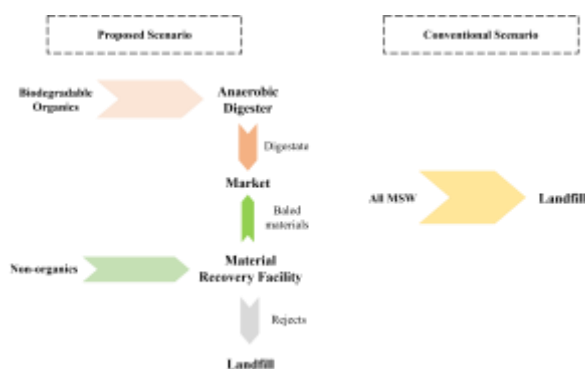 Proposed Scenario
Conventional Scenario
Biodegradable
Organics
Anaerobic
Digester
Digestate
Market
Baled
materials
All MSW
Landfill
Non-organics
Material
Recovery Facility
Rejects
Landfill